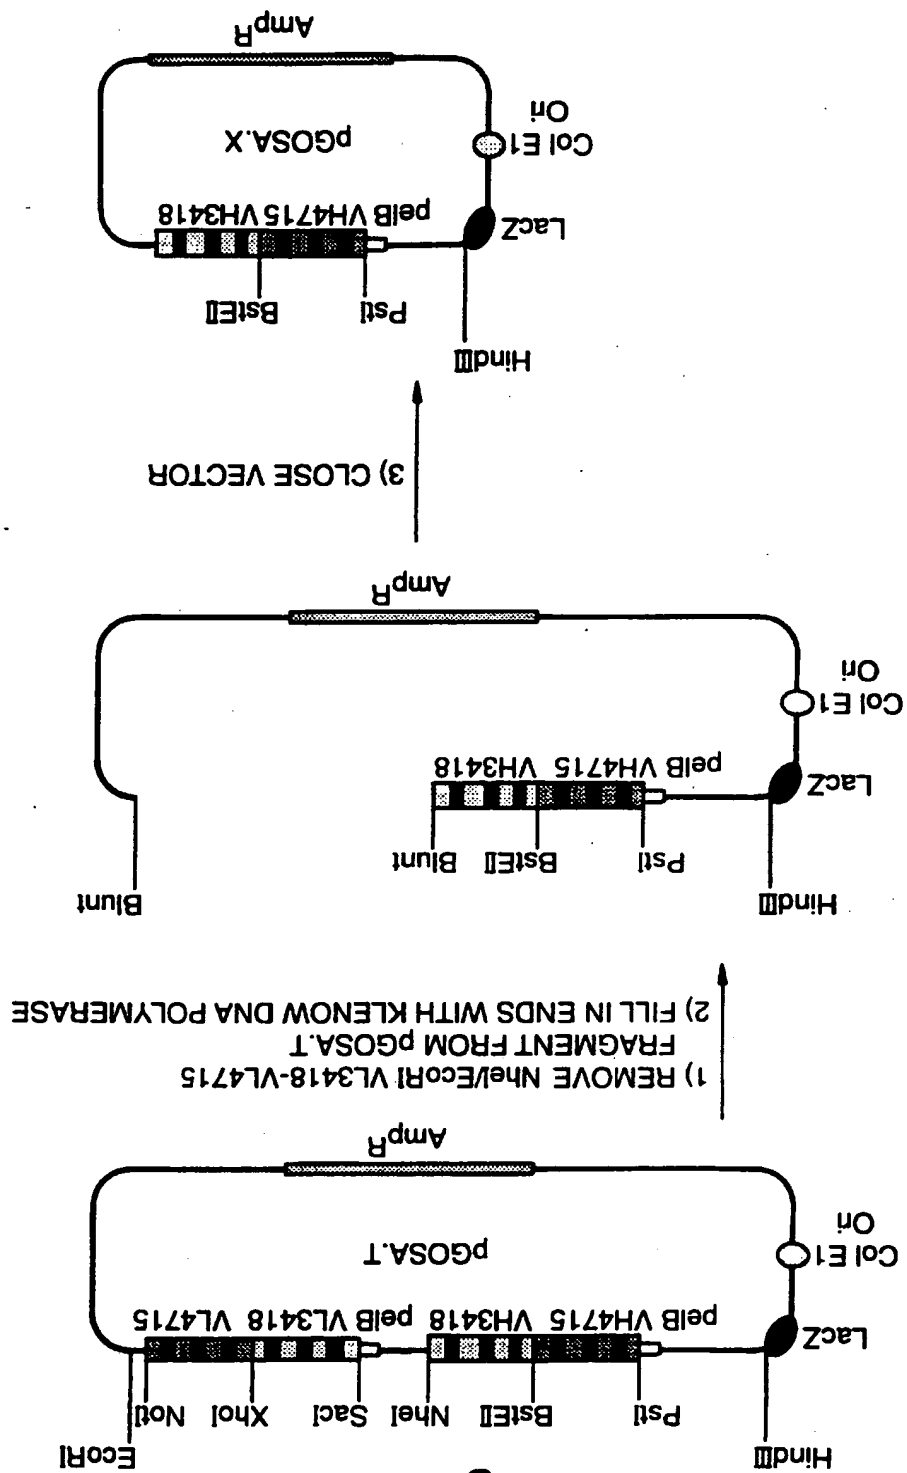 HindIII EcoRI
PstI BstEII NheI SacI XhoI NotI
LacZ
pelB VH4715 VH3418 pelB VL3418 VL4715
Col E1
Ori
pGOSA.T
AmpR
1) REMOVE NheI/EcoRI VL3418-VL4715
FRAGMENT FROM pGOSA.T
2) FILL IN ENDS WITH KLENOW DNA POLYMERASE
HindIII Blunt
PstI BstEII Blunt
LacZ
pelB VH4715 VH3418
Col E1
Ori
AmpR
3) CLOSE VECTOR
HindIII
PstI BstEII
LacZ
pelB VH4715 VH3418
Col E1
Ori
pGOSA.X
AmpR